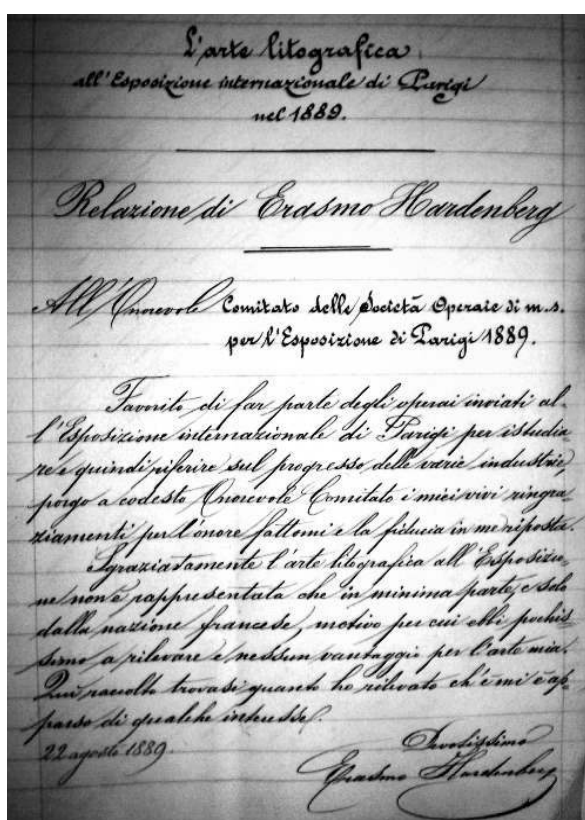 L'arte litografica
all'Esposizione internazionale di Parigi
nel 1889.
Relazione di Erasmo Hardenberg
All'Onorevole Comitato delle Società Operaie di m. s.
per l'Esposizione di Parigi 1889.
Favorito di far parte degli operai inviati al-
l'Esposizione internazionale di Parigi per istudia-
re e quindi riferire sul progresso delle varie industrie,
porgo a codesto Onorevole Comitato i miei vivi ringra-
ziamenti per l'onore fattomi e la fiducia in me riposta.
Sgraziatamente l'arte litografica all'Esposizio-
ne non è rappresentata che in minima parte, e solo
dalla nazione francese, motivo per cui ebbi pochis-
simo a rilevare e nessun vantaggio per l'arte mia.
Qui raccolto trovasi quanto ho rilevato ch'è mi è ap-
parso di qualche interesse.
22 agosto 1889.
Devotissimo
Erasmo Hardenberg